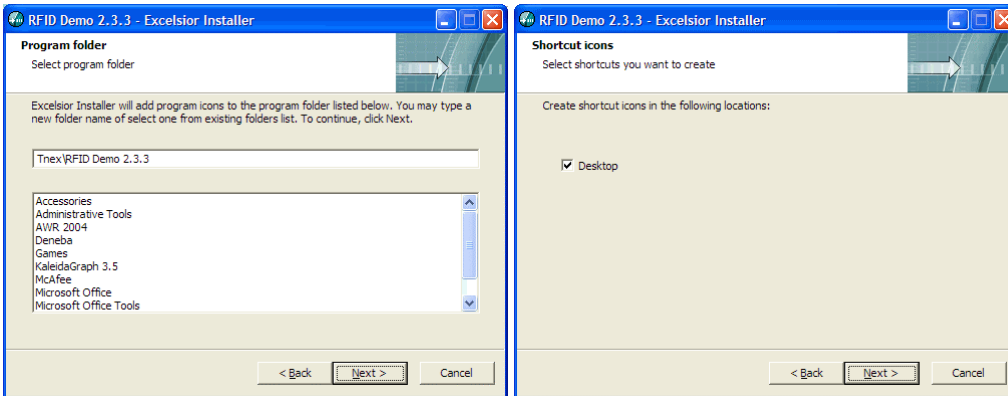 RFID Demo 2.3.3 - Excelsior Installer
Program folder
Select program folder
Excelsior Installer will add program icons to the program folder listed below. You may type a
new folder name of select one from existing folders list. To continue, click Next.
Tnex\RFID Demo 2.3.3
Accessories
Administrative Tools
AWR 2004
Deneba
Games
KaleidaGraph 3.5
McAfee
Microsoft Office
Microsoft Office Tools
< Back
Next >
Cancel
RFID Demo 2.3.3 - Excelsior Installer
Shortcut icons
Select shortcuts you want to create
Create shortcut icons in the following locations:
Desktop
< Back
Next >
Cancel